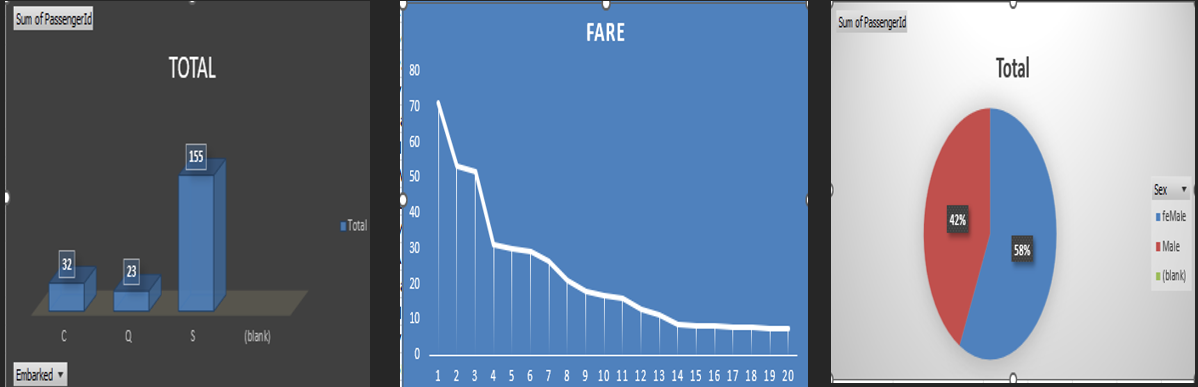 Sum of PassengerId
TOTAL
155
32
23
Total
C Q S (blank)
Embarked
FARE
80
70
60
50
40
30
20
10
0
1 2 3 4 5 6 7 8 9 10 11 12 13 14 15 16 17 18 19 20
Sum of PassengerId
Total
42%
58%
Sex
feMale
Male
(blank)